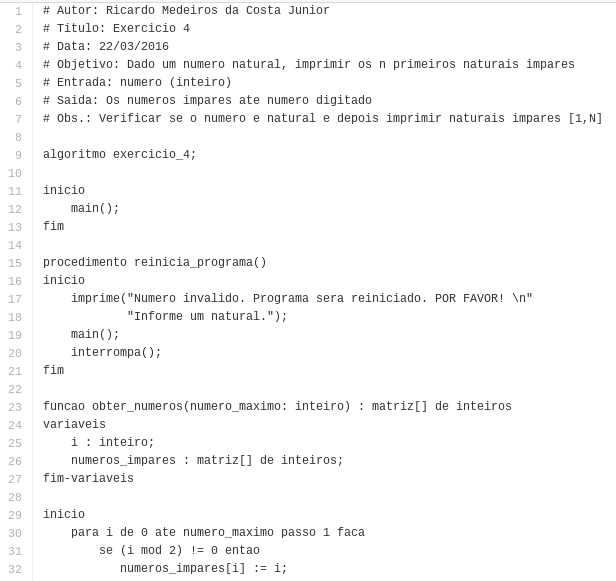 1 # Autor: Ricardo Medeiros da Costa Junior
2 # Titulo: Exercicio 4
3 # Data: 22/03/2016
4 # Objetivo: Dado um numero natural, imprimir os n primeiros naturais impares
5 # Entrada: numero (inteiro)
6 # Saida: Os numeros impares ate numero digitado
7 # Obs.: Verificar se o numero e natural e depois imprimir naturais impares [1,N]
8
9 algoritmo exercicio_4;
10
11 inicio
12     main();
13 fim
14
15 procedimento reinicia_programa()
16 inicio
17     imprime("Numero invalido. Programa sera reiniciado. POR FAVOR! \n"
18             "Informe um natural.");
19     main();
20     interrompa();
21 fim
22
23 funcao obter_numeros(numero_maximo: inteiro) : matriz[] de inteiros
24 variaveis
25     i : inteiro;
26     numeros_impares : matriz[] de inteiros;
27 fim-variaveis
28
29 inicio
30     para i de 0 ate numero_maximo passo 1 faca
31         se (i mod 2) != 0 entao
32            numeros_impares[i] := i;